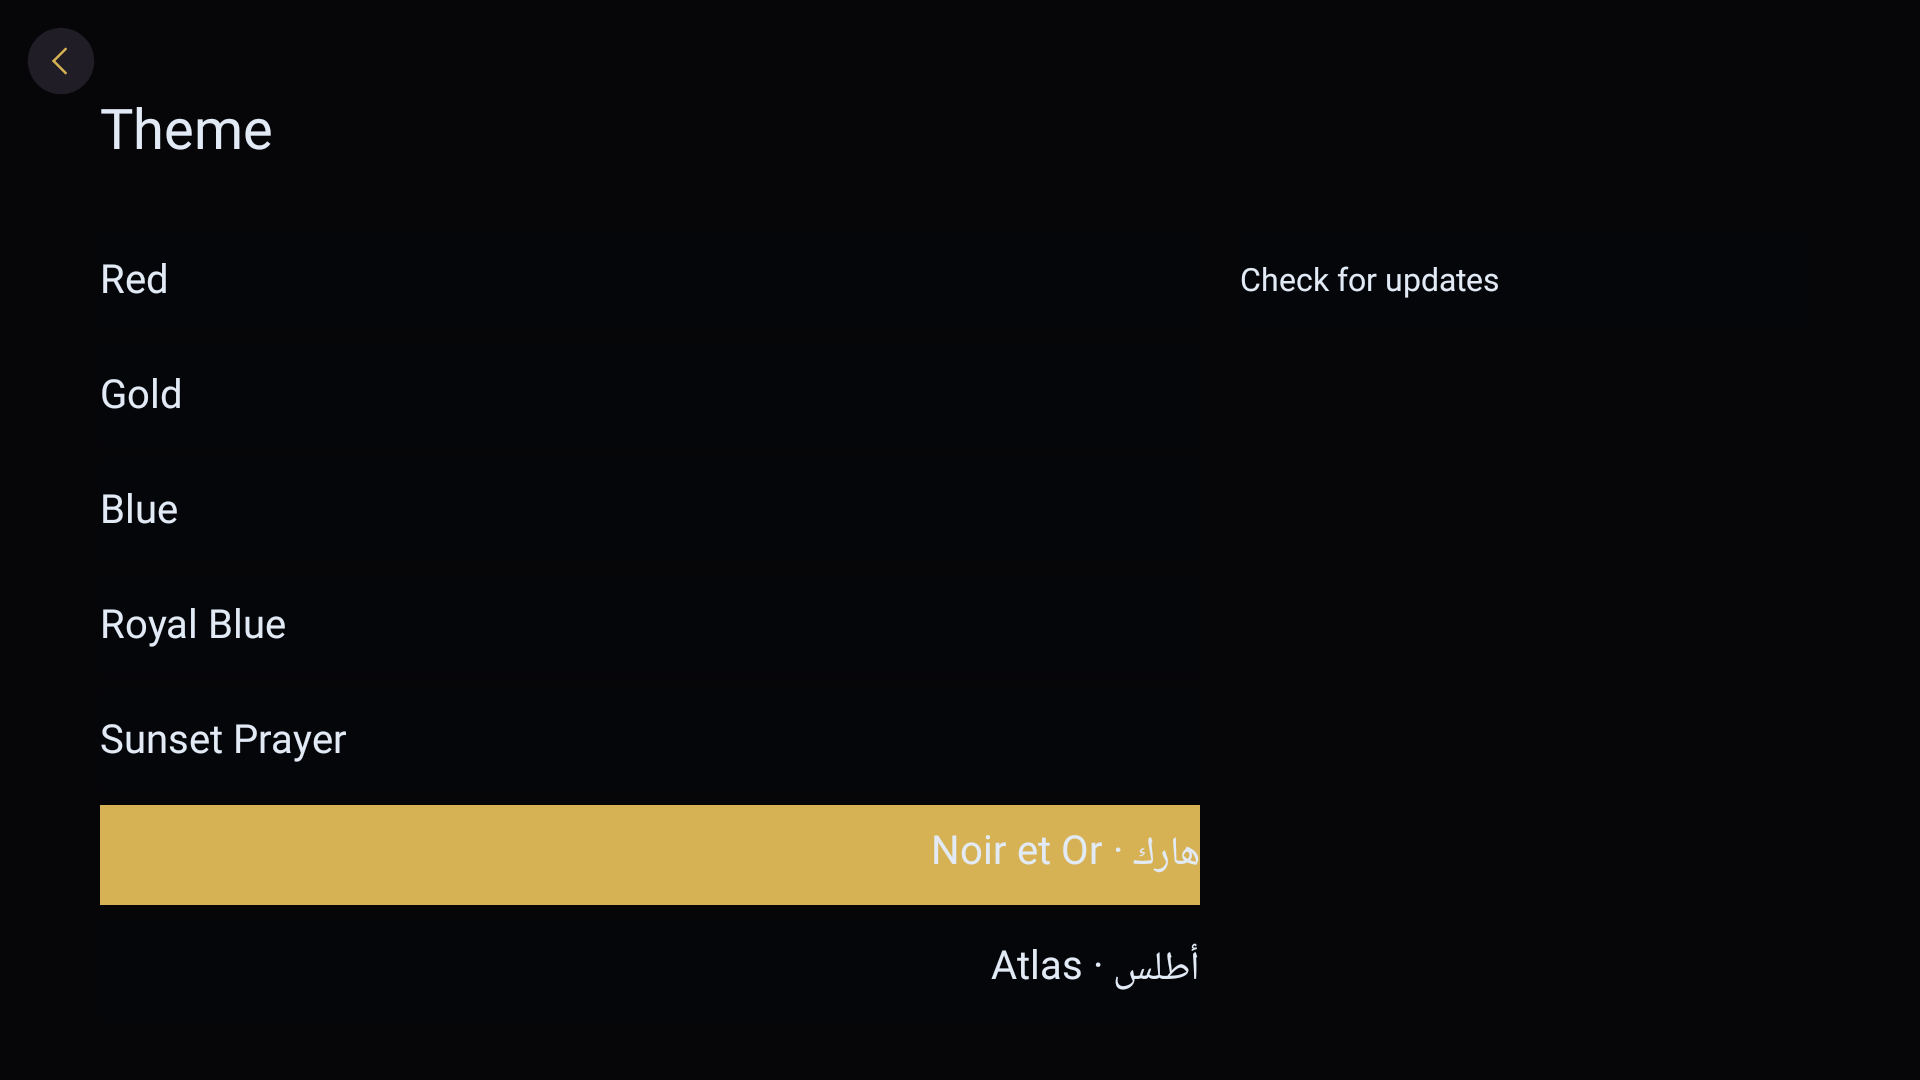 Theme
Red
Check for updates
Gold
Blue
Royal Blue
Sunset Prayer
هارك · Noir et Or
أطلس · Atlas